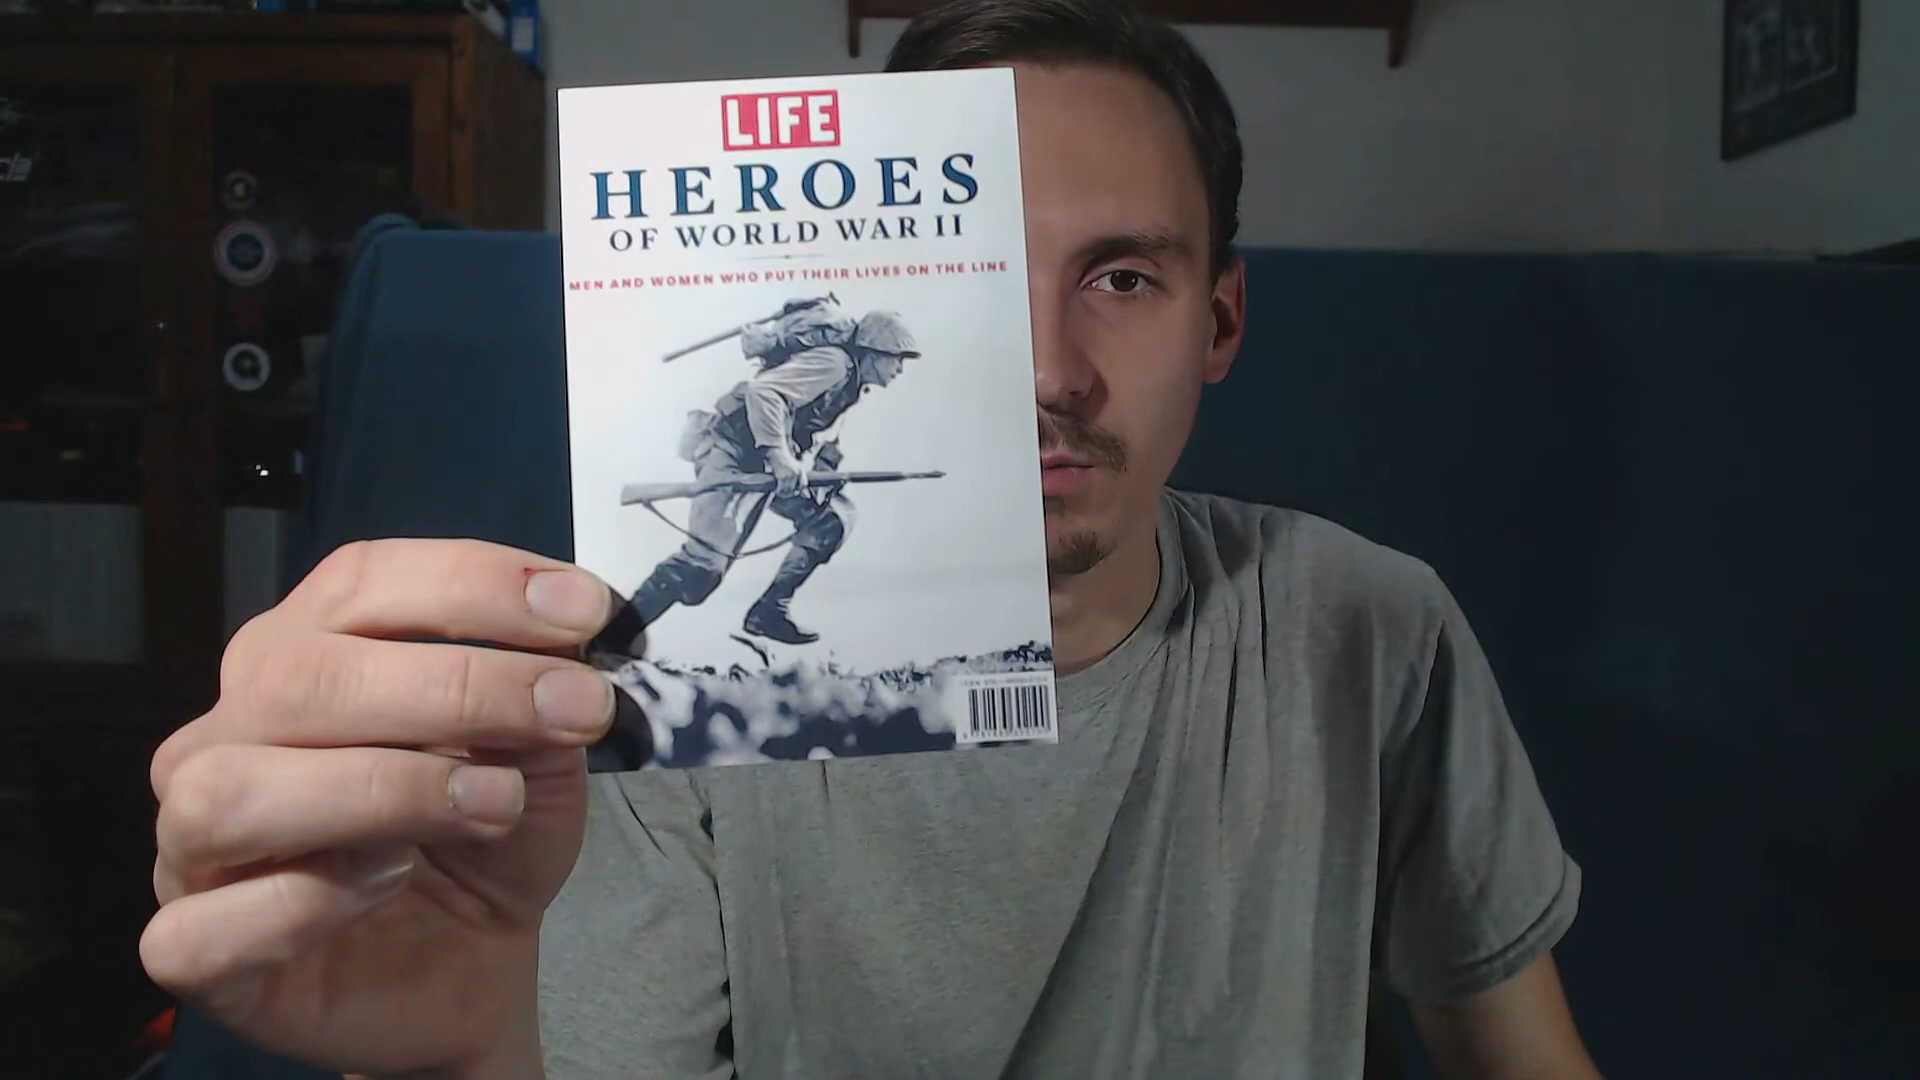 LIFE
HEROES
OF WORLD WAR II
MEN AND WOMEN WHO PUT THEIR LIVES ON THE LINE